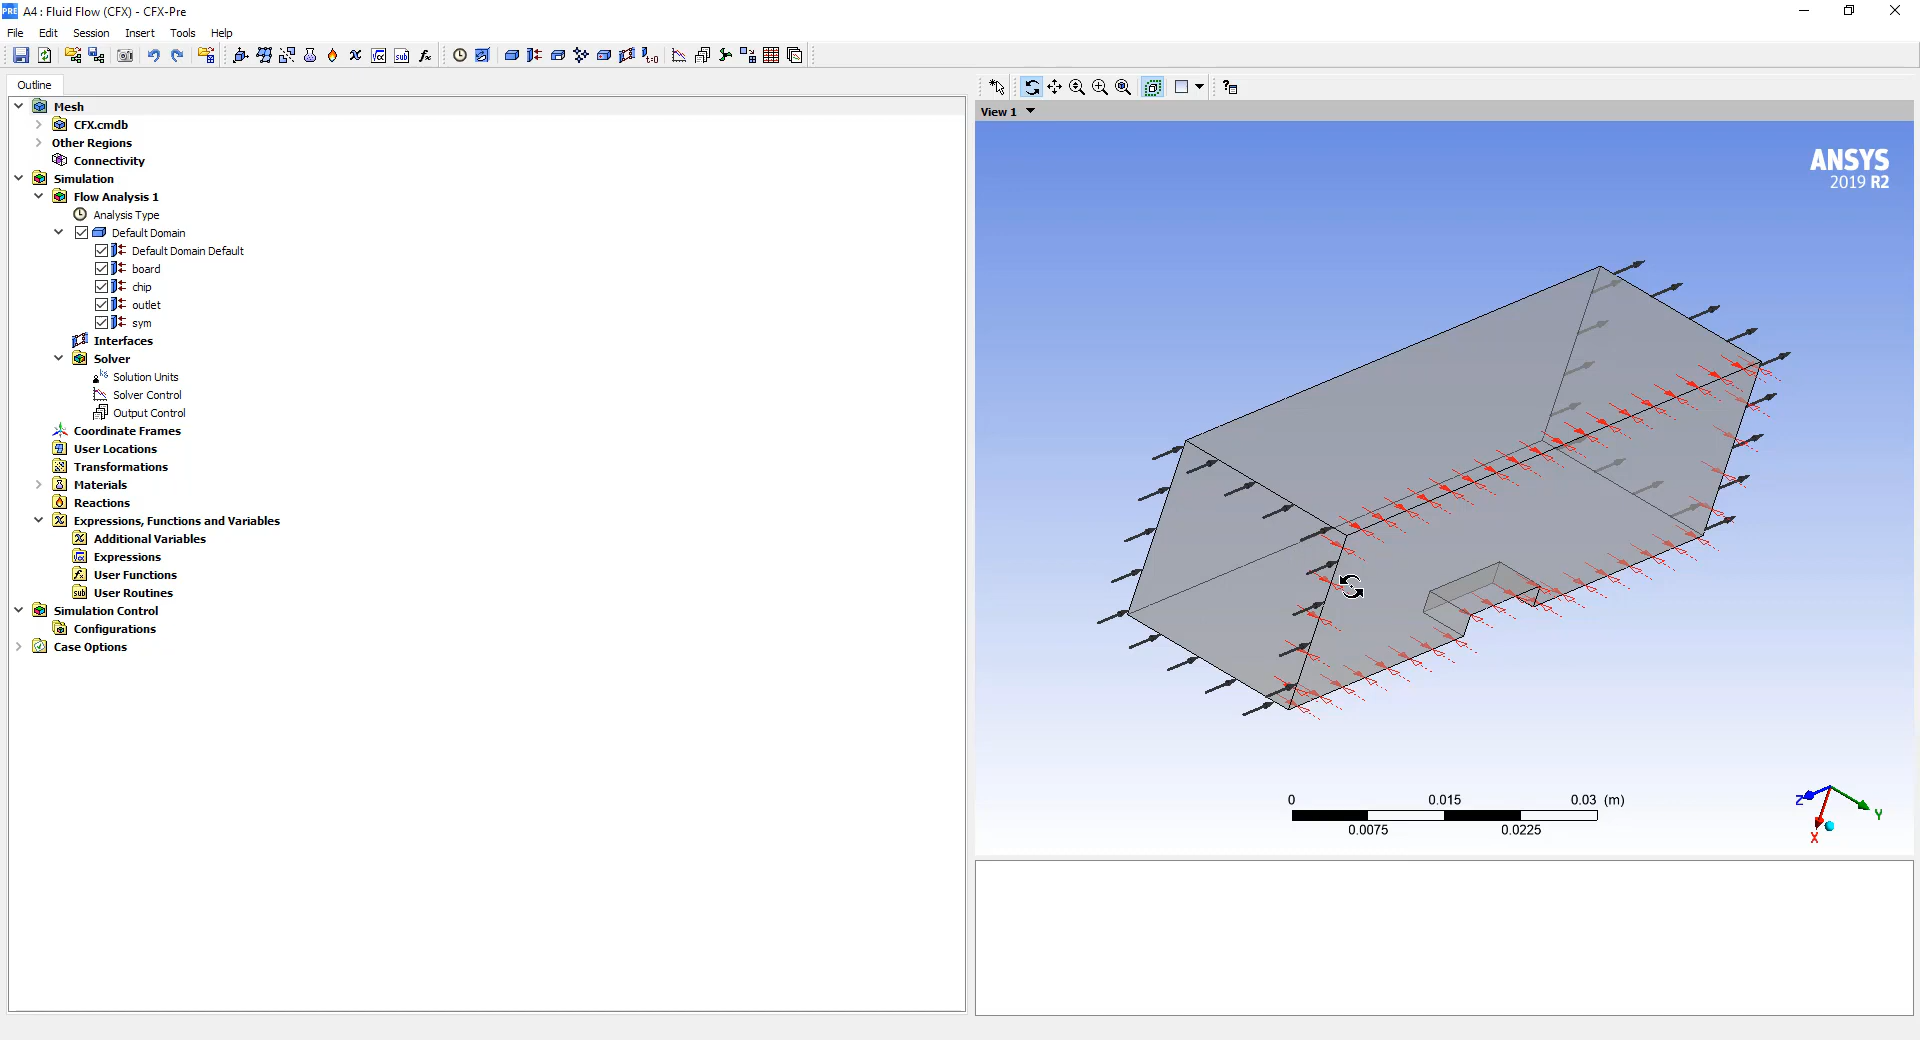 PRE A4 : Fluid Flow (CFX) - CFX-Pre
File Edit Session Insert Tools Help
Outline
Mesh
CFX.cmdb
Other Regions
Connectivity
Simulation
Flow Analysis 1
Analysis Type
Default Domain
Default Domain Default
board
chip
outlet
sym
Interfaces
Solver
Solution Units
Solver Control
Output Control
Coordinate Frames
User Locations
Transformations
Materials
Reactions
Expressions, Functions and Variables
Additional Variables
Expressions
User Functions
User Routines
Simulation Control
Configurations
Case Options
View 1
ANSYS
2019 R2
0 0.015 0.03 (m)
0.0075 0.0225
Z
Y
X